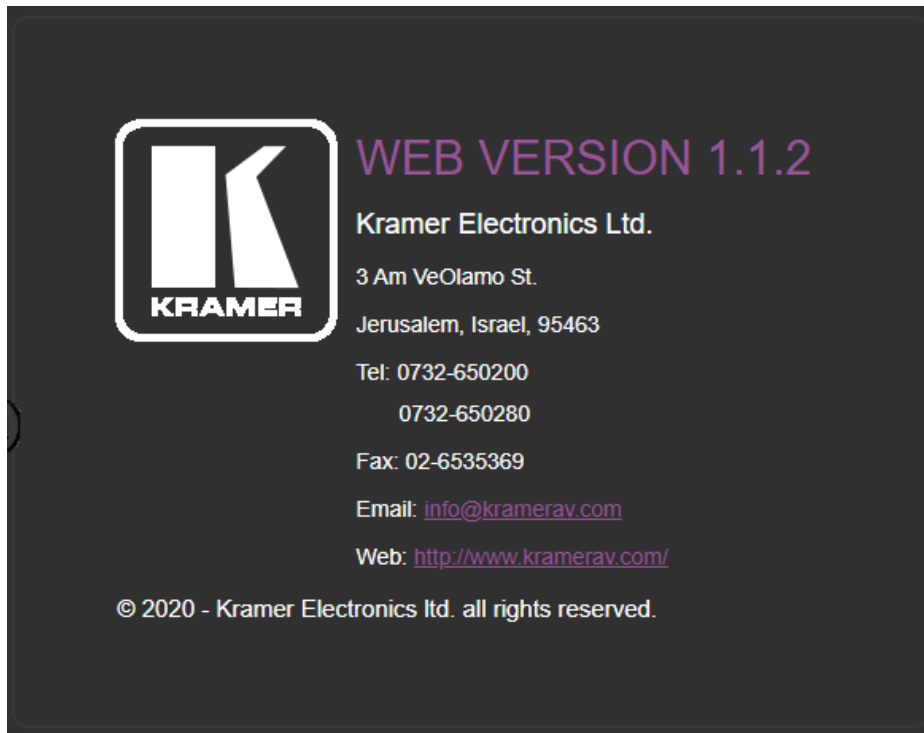 KRAMER
WEB VERSION 1.1.2
Kramer Electronics Ltd.
3 Am VeOlamo St.
Jerusalem, Israel, 95463
Tel: 0732-650200
0732-650280
Fax: 02-6535369
Email: info@kramerav.com
Web: http://www.kramerav.com/
© 2020 - Kramer Electronics ltd. all rights reserved.